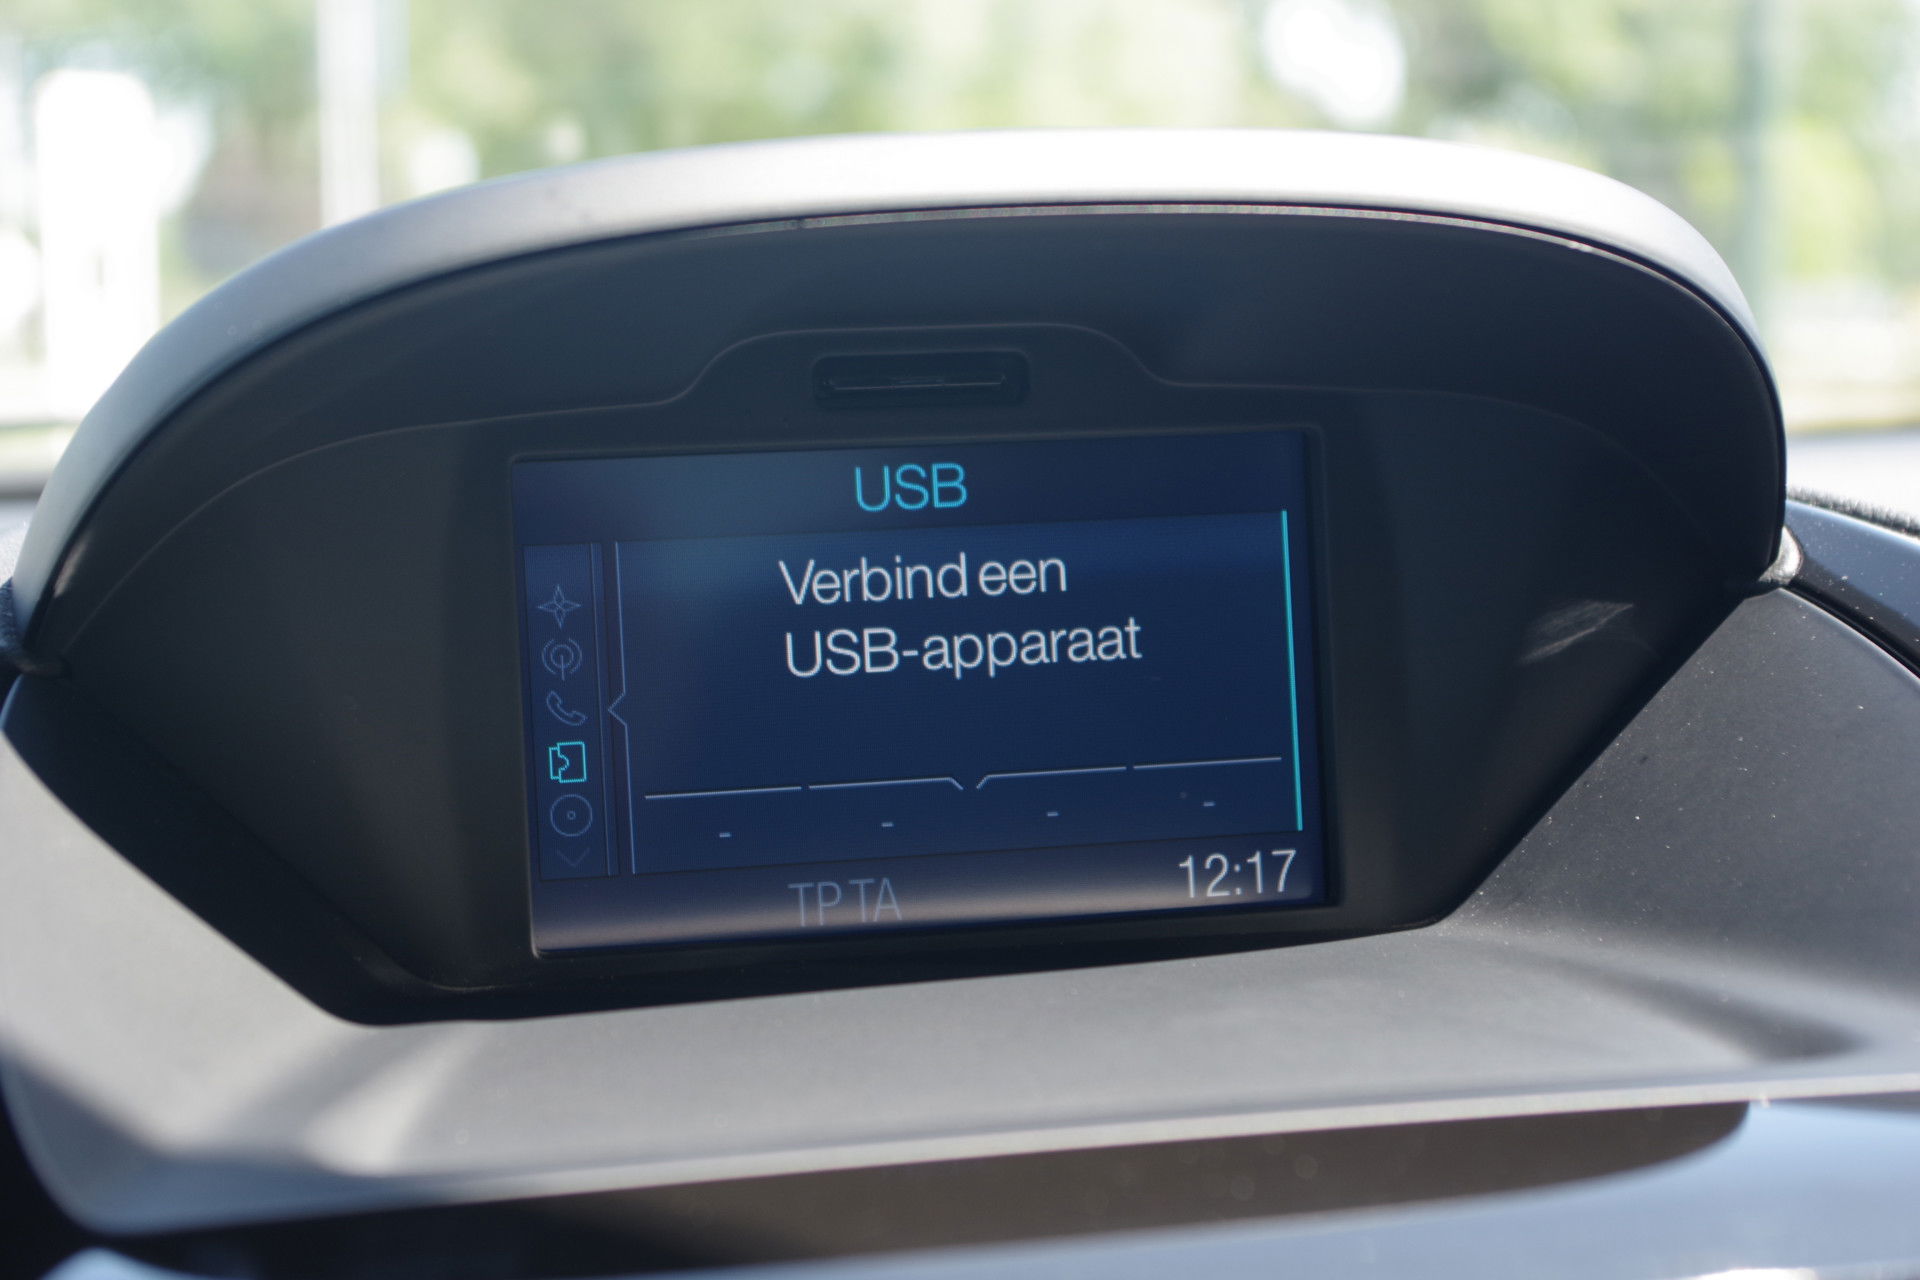 USB
Verbind een
USB-apparaat
- - - -
TP TA 12:17